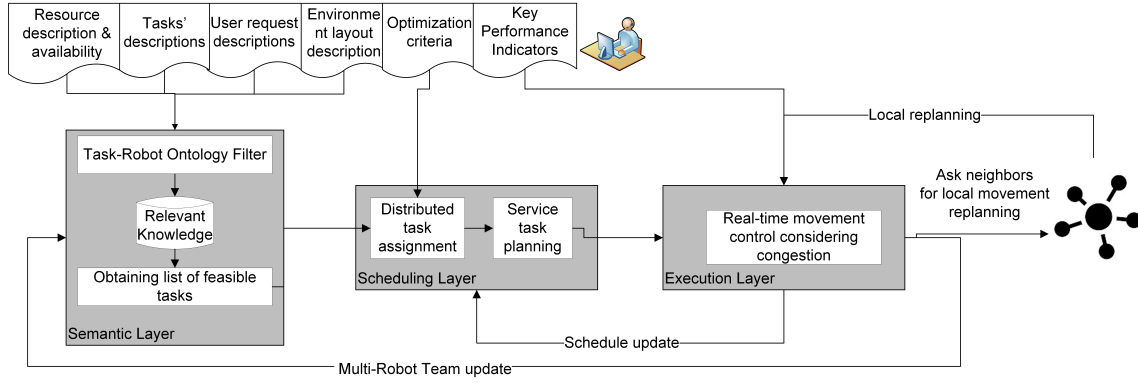 Resource
description &
availability
Tasks'
descriptions
User request
descriptions
Environme
nt layout
description
Optimization
criteria
Key
Performance
Indicators
Local replanning
Task-Robot Ontology Filter
Relevant
Knowledge
Obtaining list of feasible
tasks
Semantic Layer
Distributed
task
assignment
Service
task
planning
Scheduling Layer
Real-time movement
control considering
congestion
Execution Layer
Ask neighbors
for local movement
replanning
Schedule update
Multi-Robot Team update